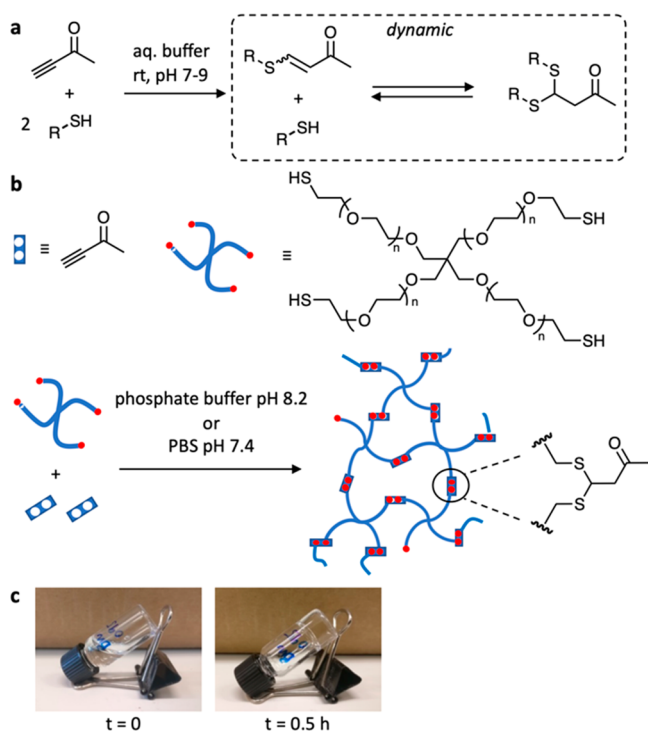 a
O
aq. buffer
rt, pH 7-9
+
2 R SH
R S O
+
R SH
dynamic
R S O
R S
b
≡
O
≡
HS O n O O n O SH
HS O n O O n O SH
+
phosphate buffer pH 8.2
or
PBS pH 7.4
S O
S
c
t = 0
t = 0.5 h